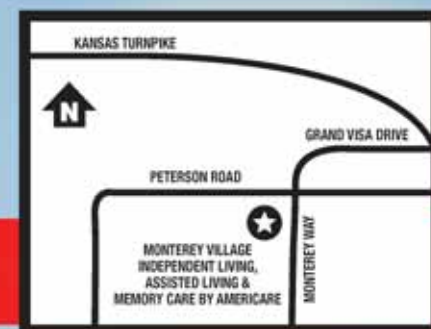 KANSAS TURNPIKE
N
GRAND VISA DRIVE
PETERSON ROAD
MONTEREY WAY
MONTEREY VILLAGE
INDEPENDENT LIVING,
ASSISTED LIVING &
MEMORY CARE BY AMERICARE